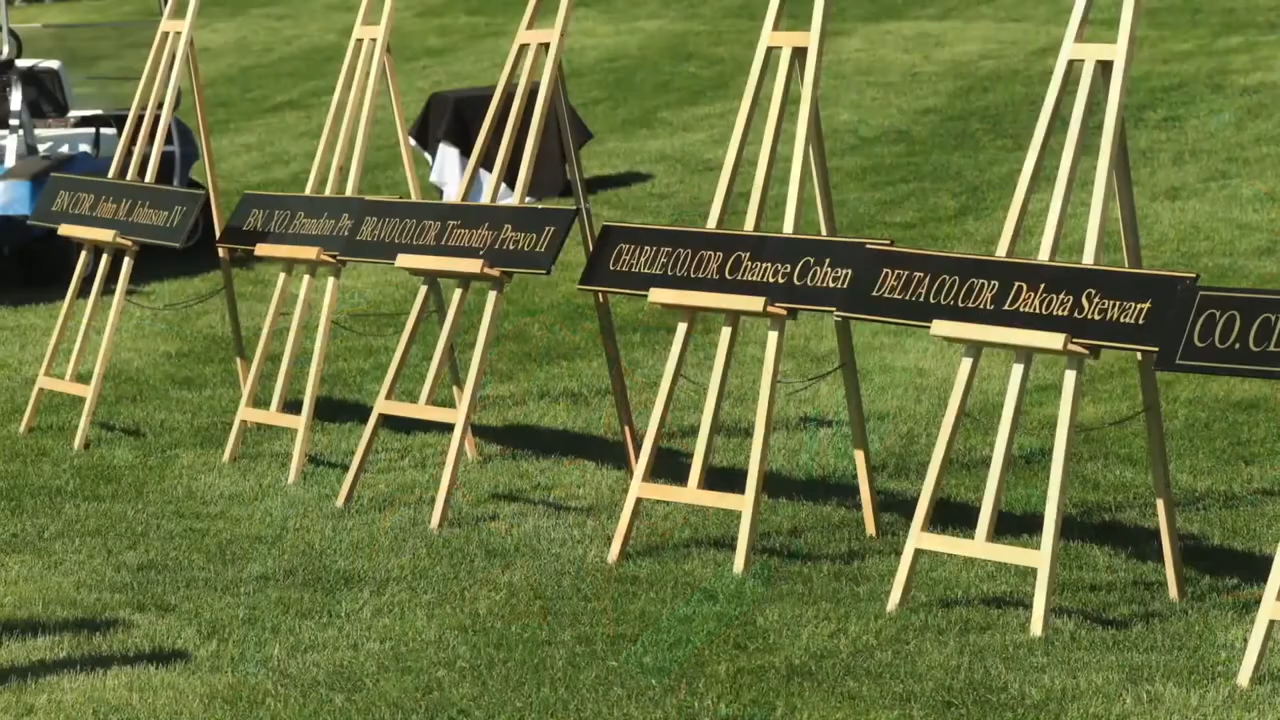 BN. CDR. John M. Johnson IV
BN. XO. Brandon
BRAVO CO. CDR. Timothy Prevo II
CHARLIE CO. CDR. Chance Cohen
DELTA CO. CDR. Dakota Stewart
CO.